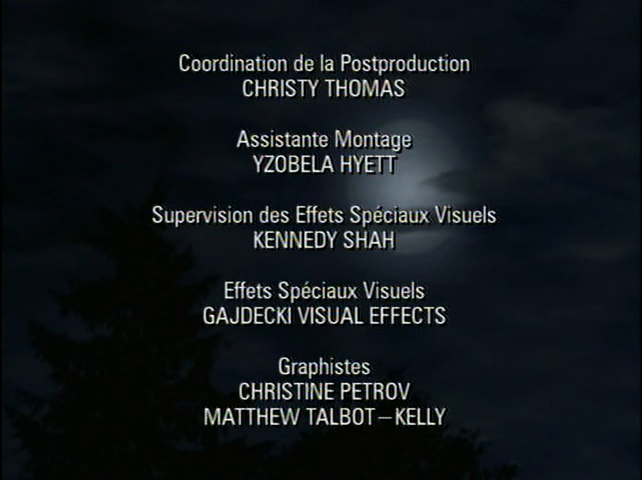 Coordination de la Postproduction
CHRISTY THOMAS
Assistante Montage
YZOBELA HYETT
Supervision des Effets Spéciaux Visuels
KENNEDY SHAH
Effets Spéciaux Visuels
GAJDECKI VISUAL EFFECTS
Graphistes
CHRISTINE PETROV
MATTHEW TALBOT–KELLY